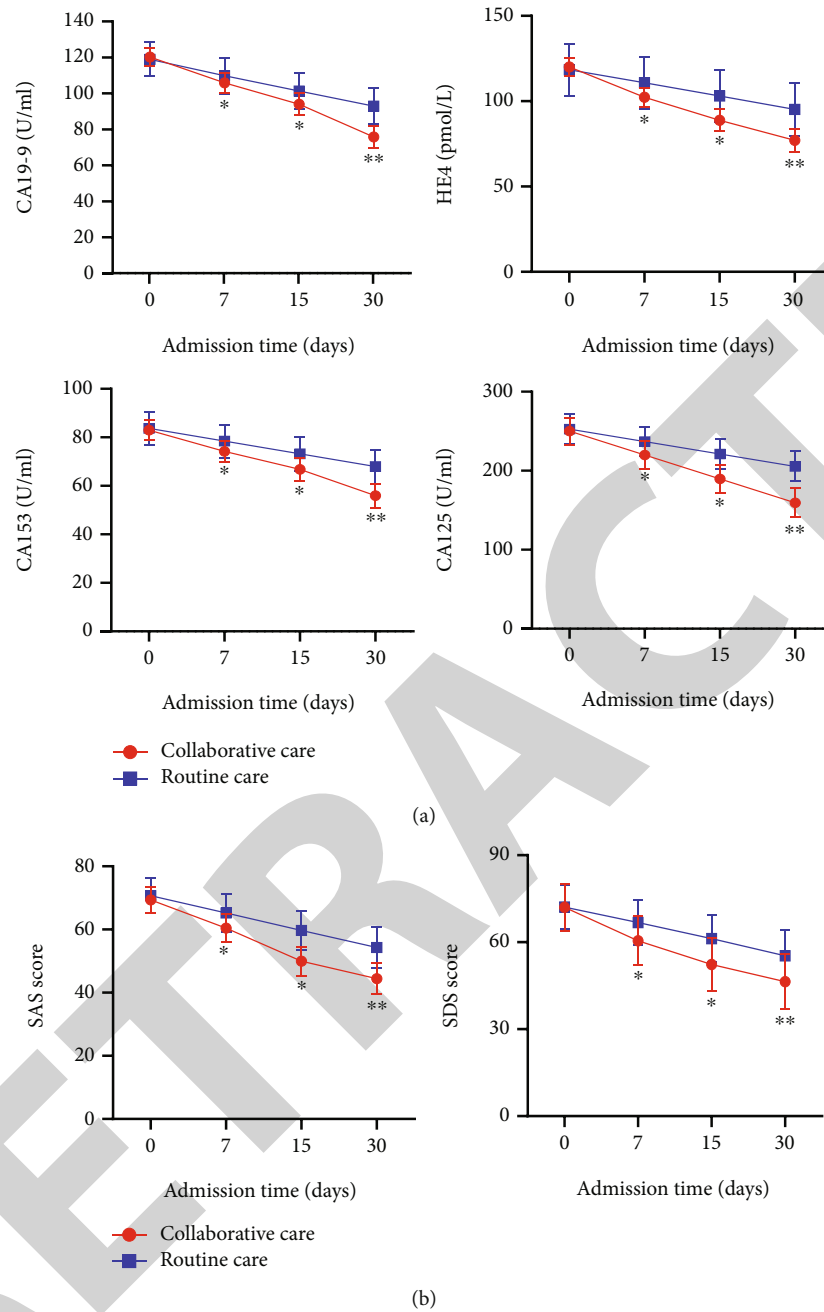 140
120
100
80
60
40
20
0
CA19-9 (U/ml)
*
*
**
0 7 15 30
Admission time (days)
150
100
50
0
HE4 (pmol/L)
*
*
**
0 7 15 30
Admission time (days)
100
80
60
40
20
0
CA153 (U/ml)
*
*
**
0 7 15 30
Admission time (days)
300
200
100
0
CA125 (U/ml)
*
*
**
0 7 15 30
Admission time (days)
Collaborative care
Routine care
(a)
80
60
40
20
0
SAS score
*
*
**
0 7 15 30
Admission time (days)
90
60
30
0
SDS score
*
*
**
0 7 15 30
Admission time (days)
Collaborative care
Routine care
(b)
ETRACT